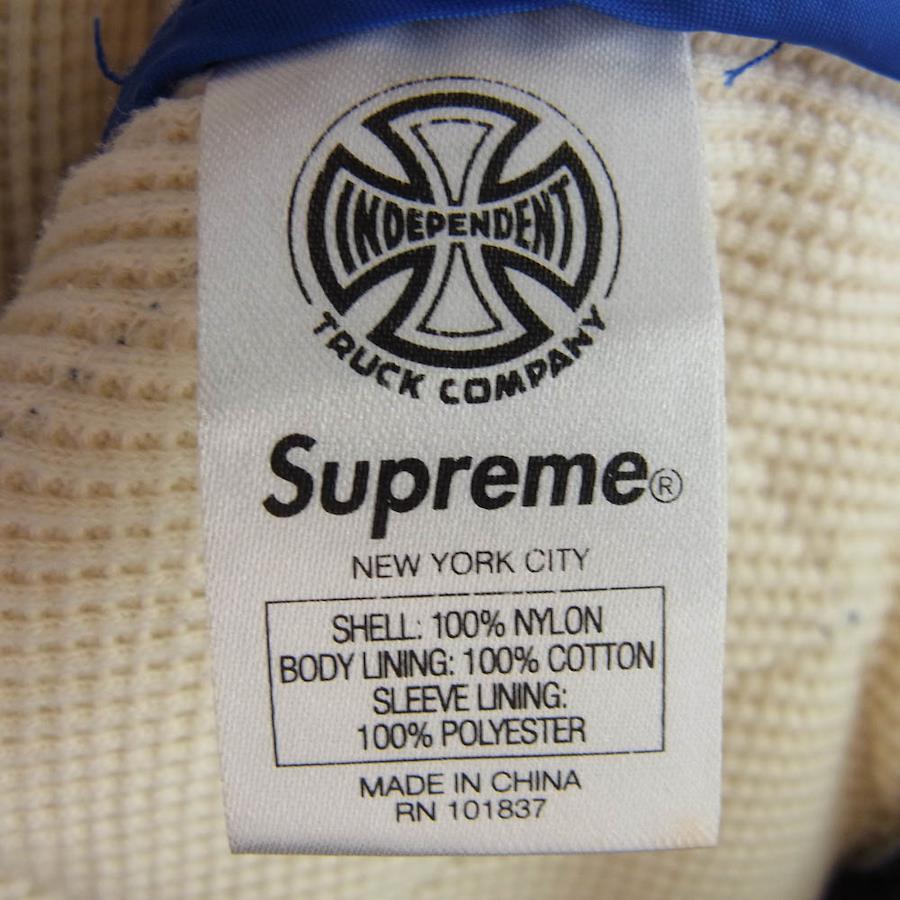 INDEPENDENT
TRUCK COMPANY
Supreme®
NEW YORK CITY
SHELL: 100% NYLON
BODY LINING: 100% COTTON
SLEEVE LINING:
100% POLYESTER
MADE IN CHINA
RN 101837